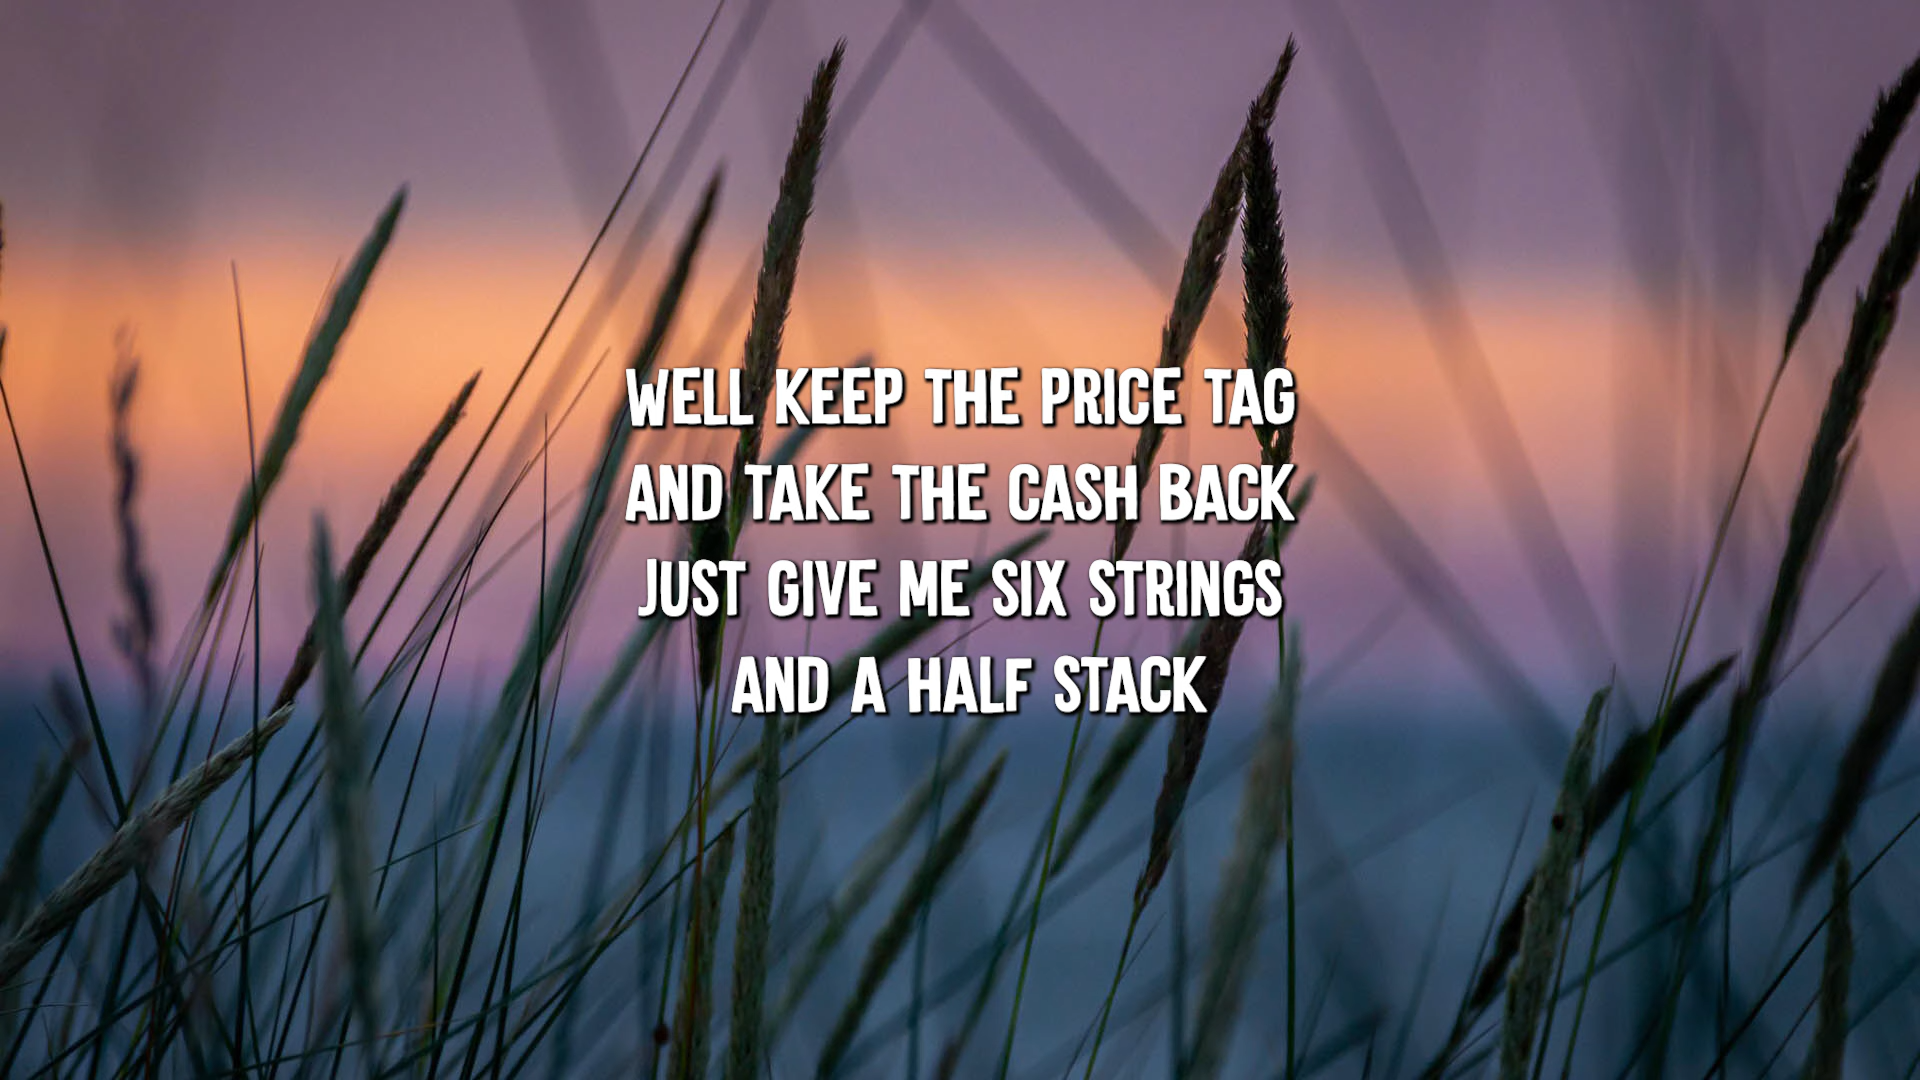 WELL KEEP THE PRICE TAG
AND TAKE THE CASH BACK
JUST GIVE ME SIX STRINGS
AND A HALF STACK